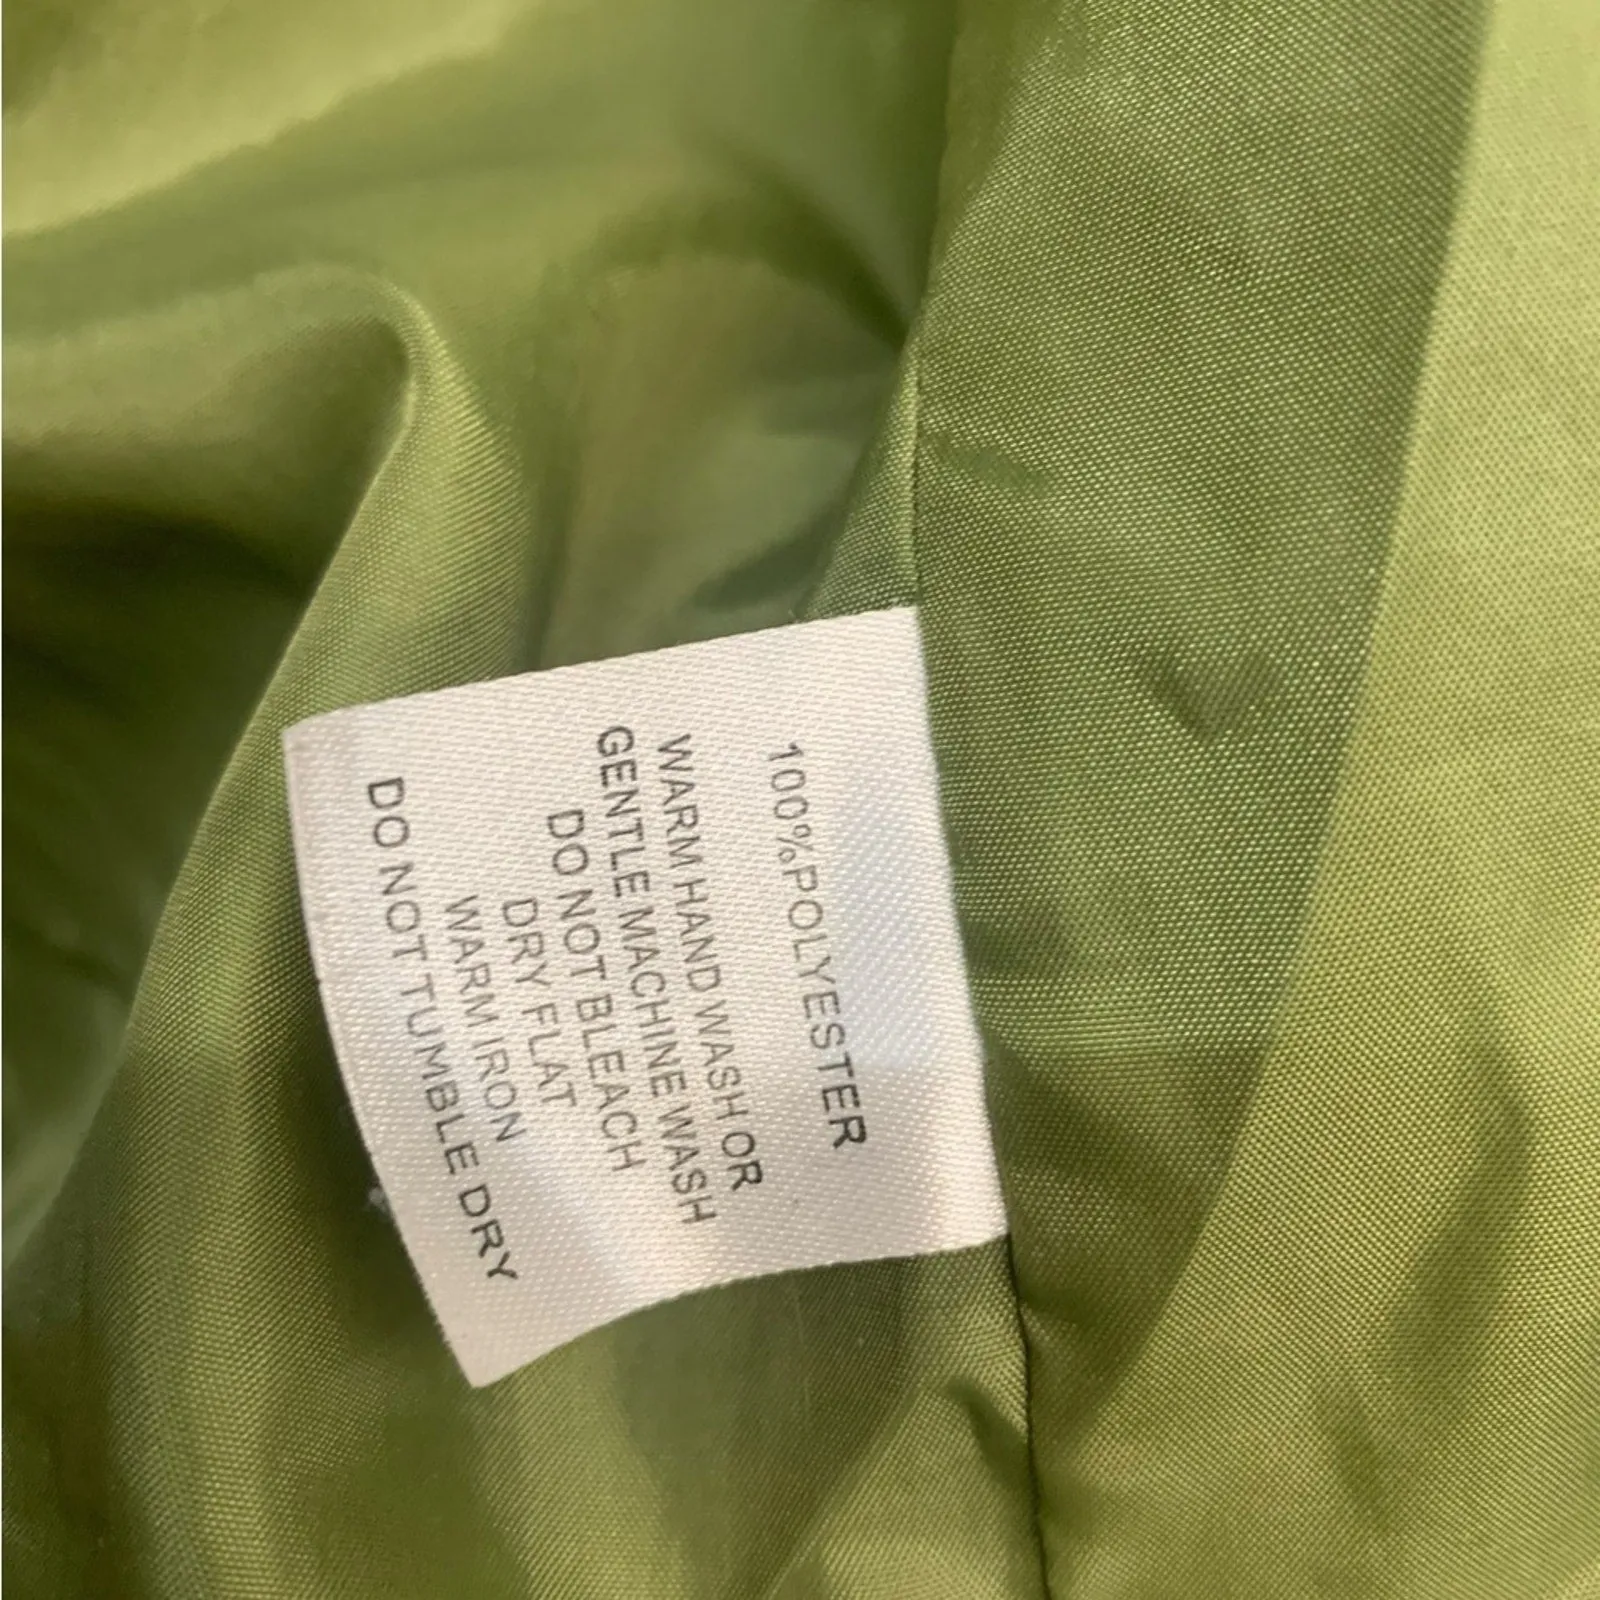 100%POLYESTER
WARM HAND WASH OR
GENTLE MACHINE WASH
DO NOT BLEACH
DRY FLAT
WARM IRON
DO NOT TUMBLE DRY